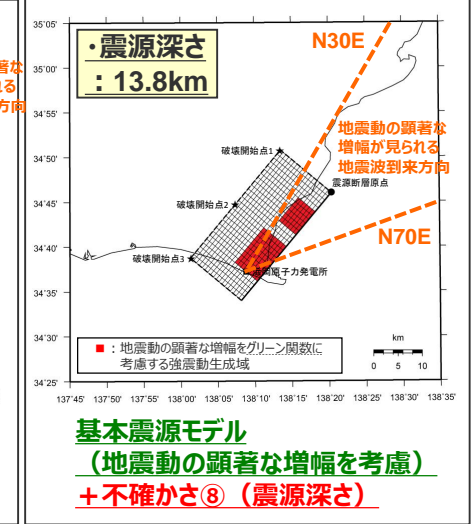 ・震源深さ
：13.8km
N30E
著な
れる
方向
地震動の顕著な
増幅が見られる
地震波到来方向
N70E
破壊開始点1
震源断層原点
破壊開始点2
破壊開始点3
浜岡原子力発電所
■：地震動の顕著な増幅をグリーン関数に
考慮する強震動生成域
km
0 5 10
35˚05'
35˚00'
34˚55'
34˚50'
34˚45'
34˚40'
34˚35'
34˚30'
34˚25'
137˚45' 137˚50' 137˚55' 138˚00' 138˚05' 138˚10' 138˚15' 138˚20' 138˚25' 138˚30' 138˚35'
基本震源モデル
（地震動の顕著な増幅を考慮）
＋不確かさ⑧（震源深さ）